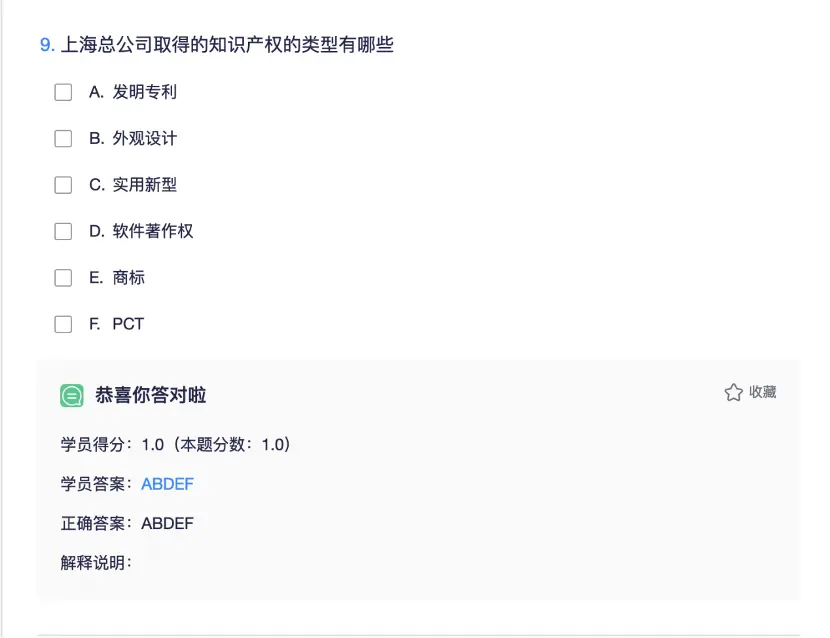 9. 上海总公司取得的知识产权的类型有哪些
A. 发明专利
B. 外观设计
C. 实用新型
D. 软件著作权
E. 商标
F. PCT
恭喜你答对啦
收藏
学员得分：1.0（本题分数：1.0）
学员答案：ABDEF
正确答案：ABDEF
解释说明：